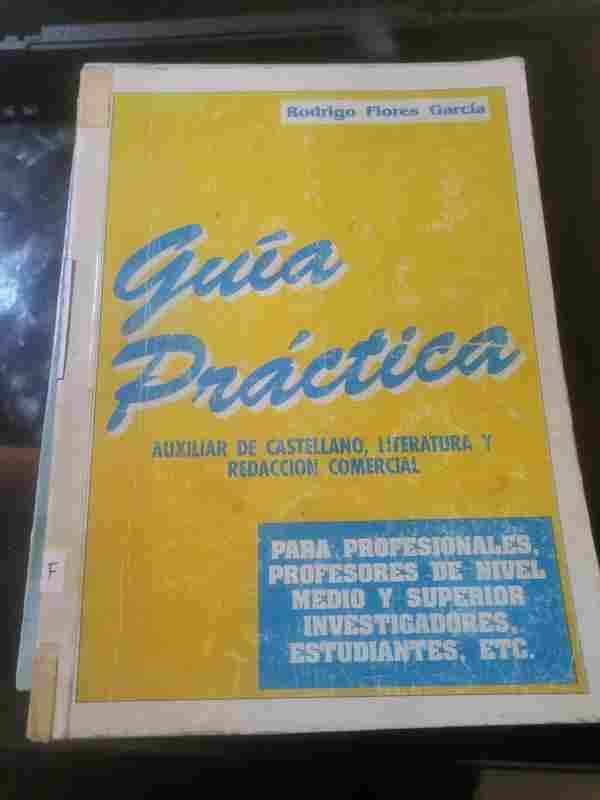 Rodrigo Flores García
Guía
Práctica
AUXILIAR DE CASTELLANO, LITERATURA Y
REDACCION COMERCIAL
PARA PROFESIONALES,
PROFESORES DE NIVEL
MEDIO Y SUPERIOR
INVESTIGADORES,
ESTUDIANTES, ETC.
F